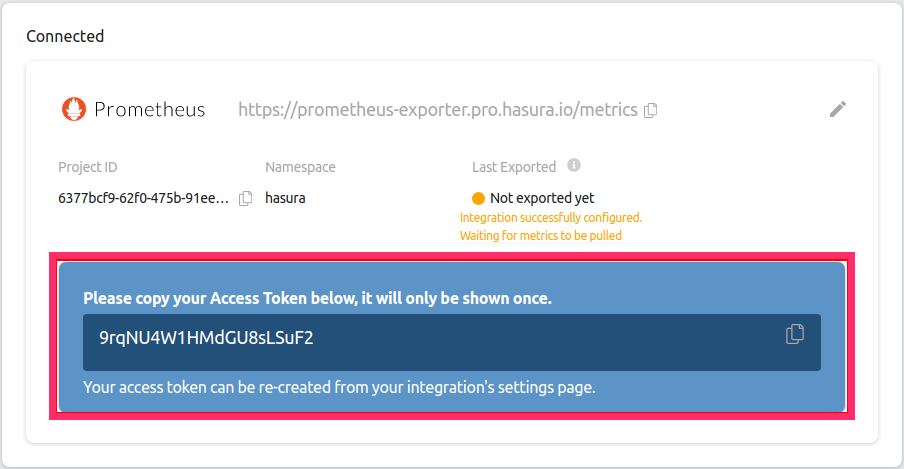 Connected
Prometheus https://prometheus-exporter.pro.hasura.io/metrics
Project ID Namespace Last Exported
6377bcf9-62f0-475b-91ee... hasura Not exported yet
Integration successfully configured.
Waiting for metrics to be pulled
Please copy your Access Token below, it will only be shown once.
9rqNU4W1HMdGU8sLSuF2
Your access token can be re-created from your integration's settings page.